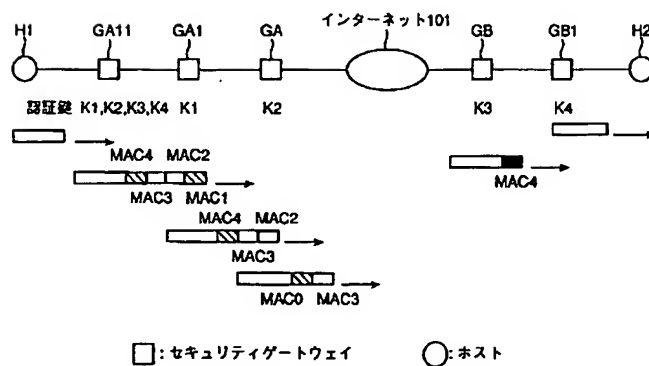 インターネット101
H1 GA11 GA1 GA GB GB1 H2
認証鍵 K1,K2,K3,K4 K1 K2 K3 K4
MAC4 MAC2
MAC3 MAC1
MAC4
MAC4 MAC2
MAC3
MAC0 MAC3
□:セキュリティゲートウェイ ○:ホスト